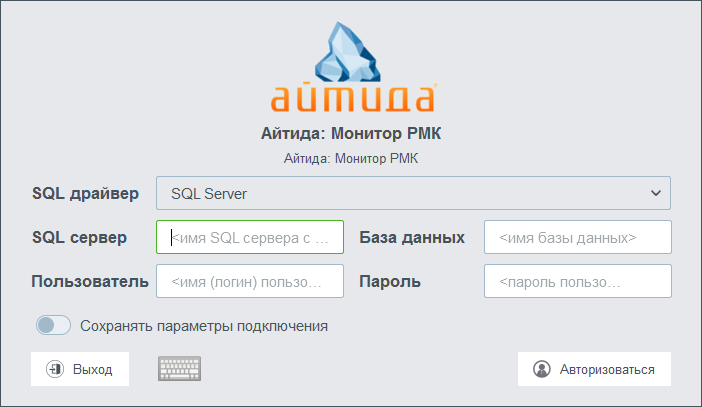 айтида
Айтида: Монитор РМК
Айтида: Монитор РМК
SQL драйвер SQL Server
SQL сервер <имя SQL сервера с ... База данных <имя базы данных>
Пользователь <имя (логин) пользо... Пароль <пароль пользо...
Сохранять параметры подключения
Выход Авторизоваться